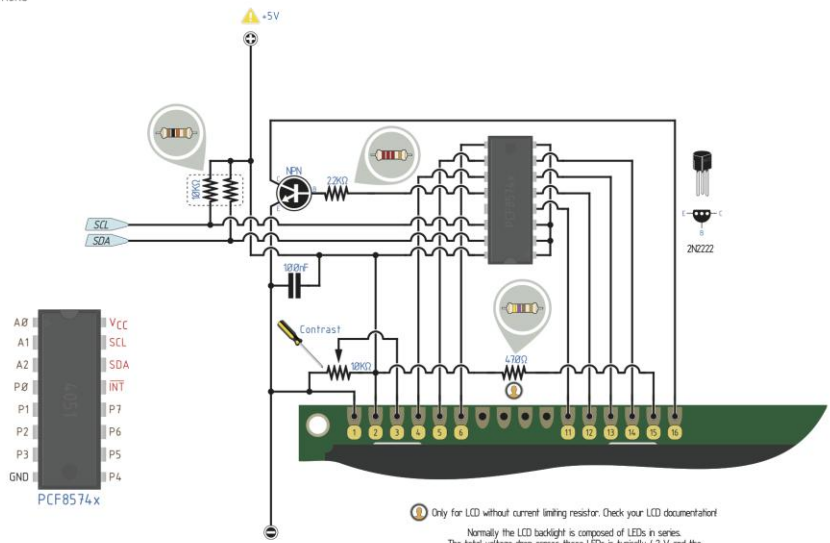 +5V
NPN
22KΩ
10KΩ
PCF8574x
SCL
SDA
100nF
E
C
B
2N2222
Contrast
10KΩ
470Ω
A0
A1
A2
P0
P1
P2
P3
GND
4051
VCC
SCL
SDA
INT
P7
P6
P5
P4
PCF8574x
1 2 3 4 5 6 11 12 13 14 15 16
Only for LCD without current limiting resistor. Check your LCD documentation!
Normally the LCD backlight is composed of LEDs in series.